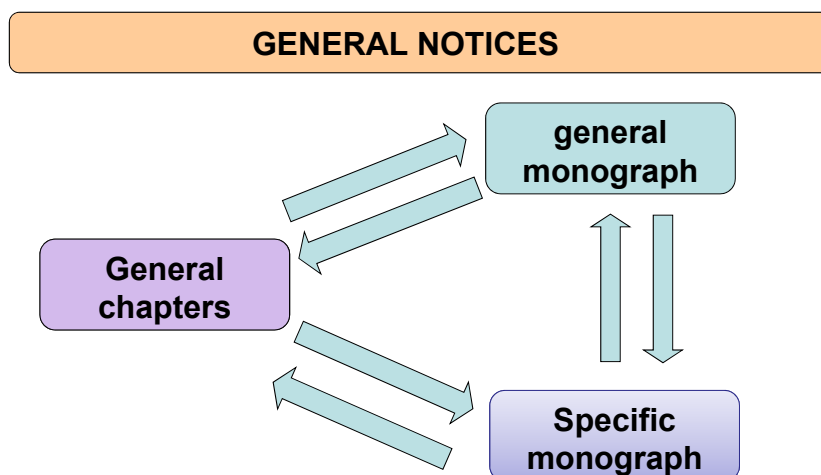 GENERAL NOTICES
general
monograph
General
chapters
Specific
monograph